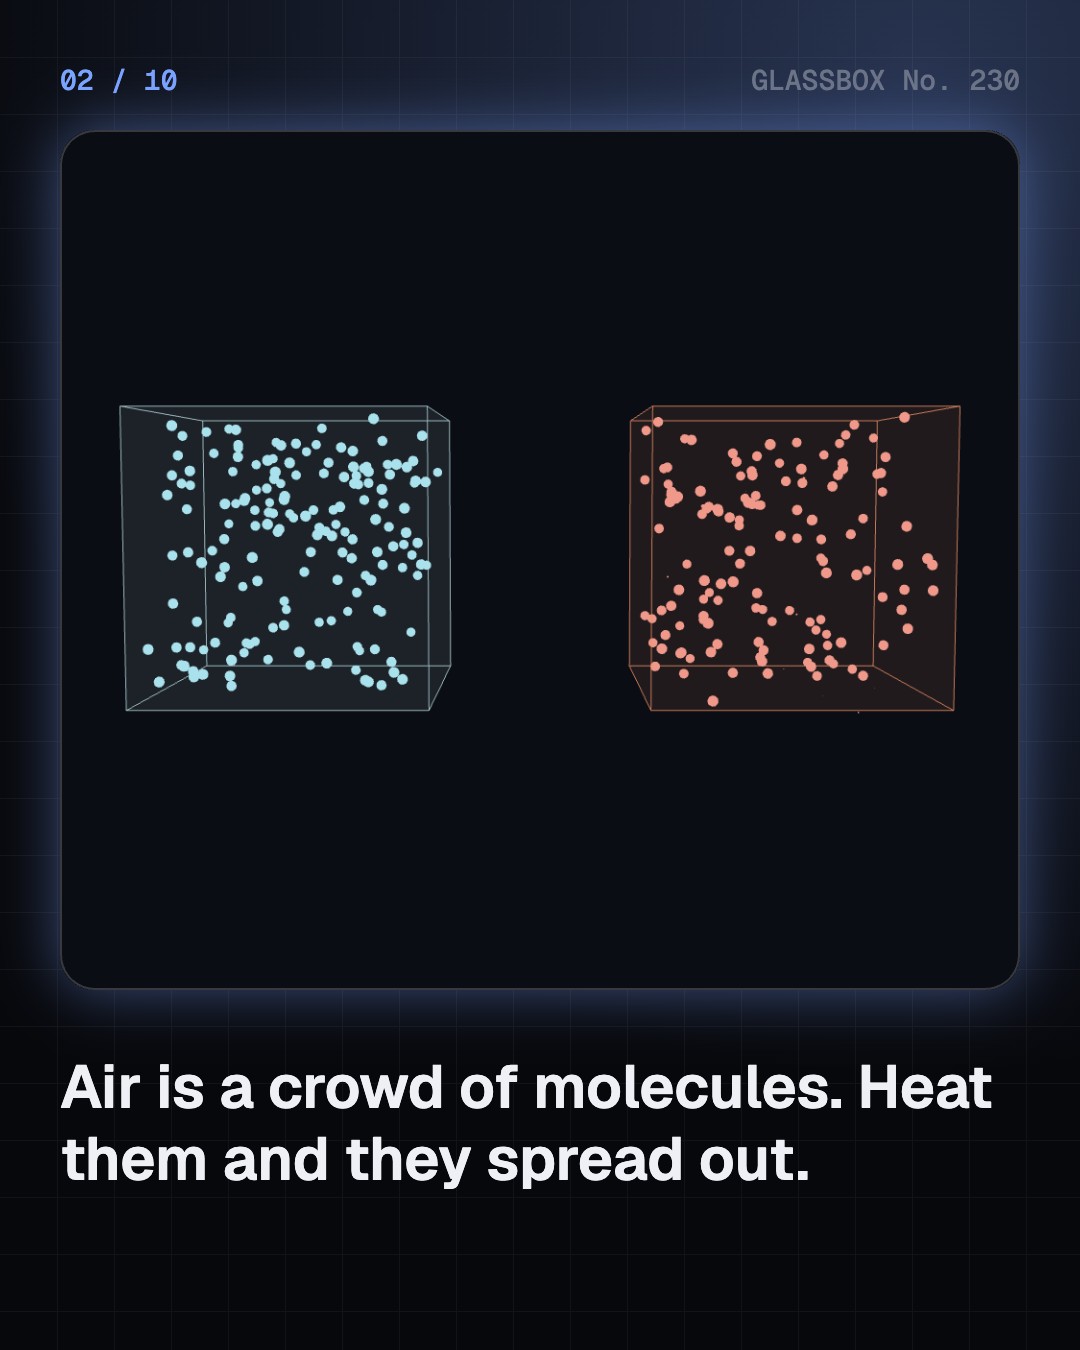 02 / 10
GLASSBOX No. 230
Air is a crowd of molecules. Heat
them and they spread out.